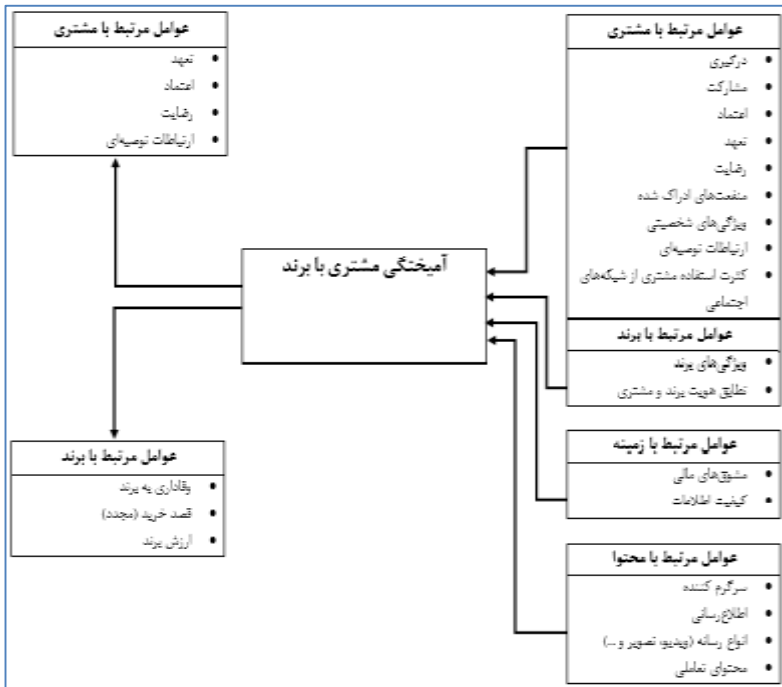 عوامل مرتبط با مشتری
• درگیری
• مشارکت
• اعتماد
• تعهد
• رضایت
• منفعت‌های ادراک شده
• ویژگی‌های شخصیتی
• ارتباطات توصیه‌ای
• کثرت استفاده مشتری از شبکه‌های
اجتماعی
عوامل مرتبط با برند
• ویژگی‌های برند
• تطابق هویت برند و مشتری
عوامل مرتبط با زمینه
• مشوق‌های مالی
• کیفیت اطلاعات
عوامل مرتبط با محتوا
• سرگرم کننده
• اطلاع‌رسانی
• انواع رسانه (ویدیو، تصویر و ...)
• محتوای تعاملی
آمیختگی مشتری با برند
عوامل مرتبط با مشتری
• تعهد
• اعتماد
• رضایت
• ارتباطات توصیه‌ای
عوامل مرتبط با برند
• وفاداری به برند
• قصد خرید (مجدد)
• ارزش برند